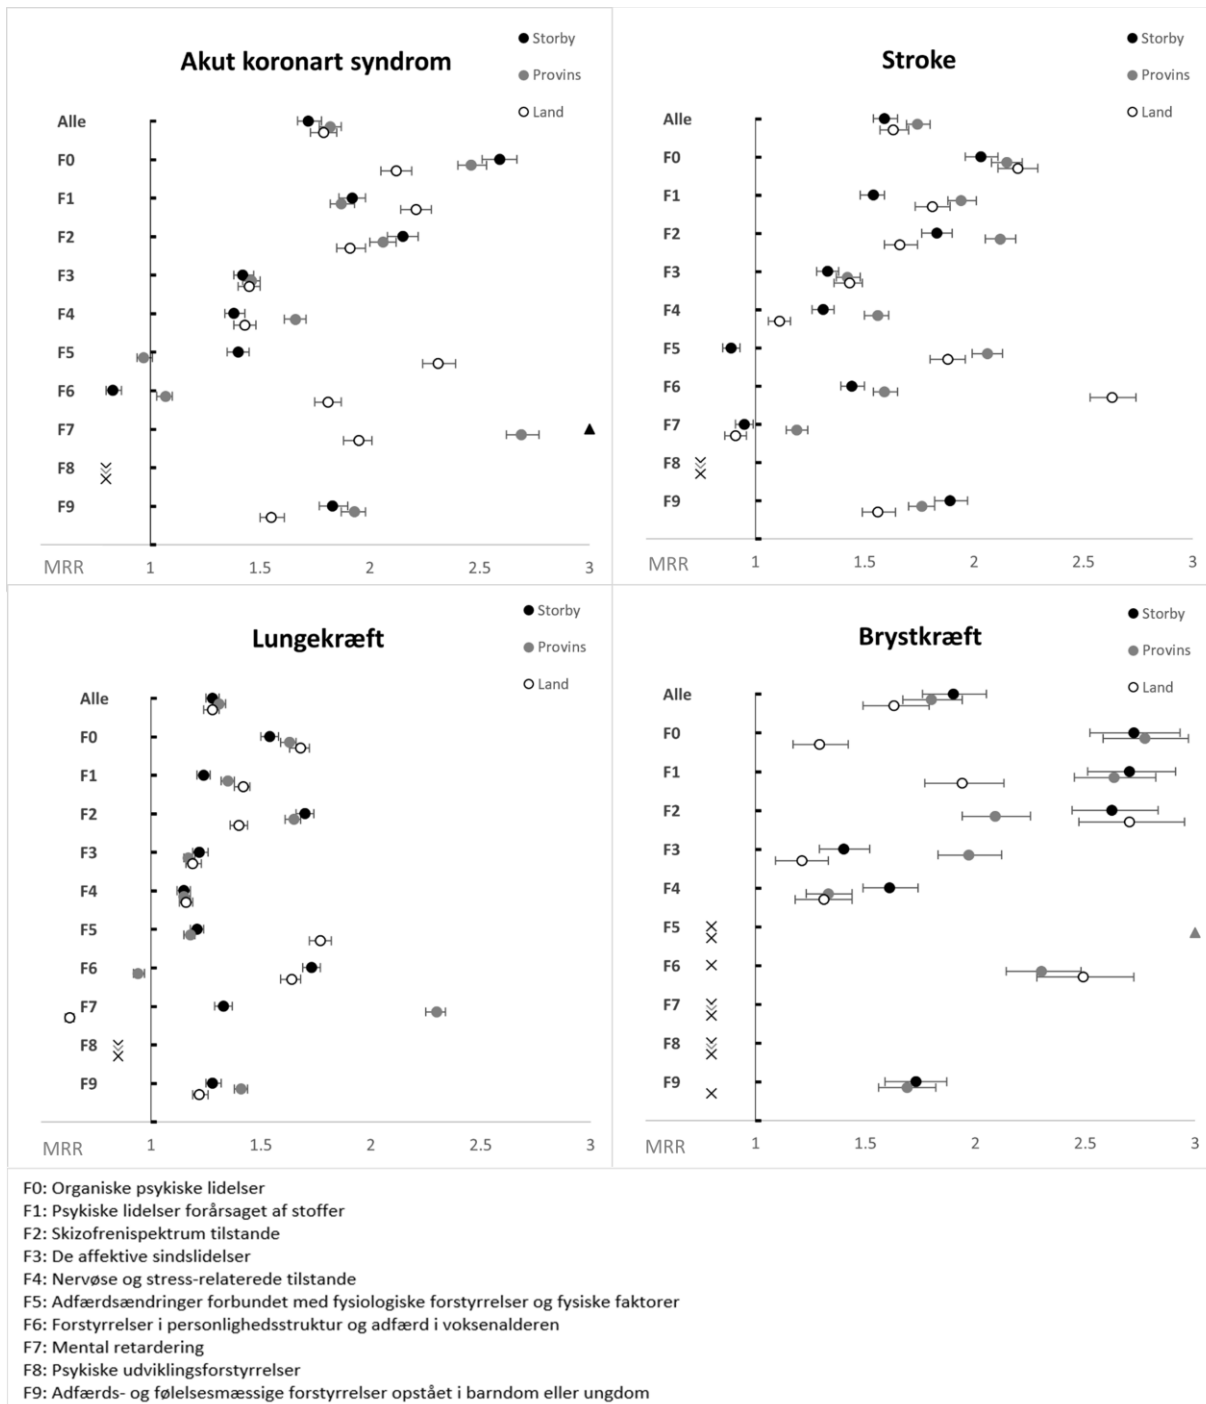 Akut koronart syndrom
Storby
Provins
Land
Alle
F0
F1
F2
F3
F4
F5
F6
F7
F8
F9
MRR 1 1.5 2 2.5 3
Stroke
Storby
Provins
Land
Alle
F0
F1
F2
F3
F4
F5
F6
F7
F8
F9
MRR 1 1.5 2 2.5 3
Lungekræft
Storby
Provins
Land
Alle
F0
F1
F2
F3
F4
F5
F6
F7
F8
F9
MRR 1 1.5 2 2.5 3
Brystkræft
Storby
Provins
Land
Alle
F0
F1
F2
F3
F4
F5
F6
F7
F8
F9
MRR 1 1.5 2 2.5 3
F0: Organiske psykiske lidelser
F1: Psykiske lidelser forårsaget af stoffer
F2: Skizofrenispektrum tilstande
F3: De affektive sindslidelser
F4: Nervøse og stress-relaterede tilstande
F5: Adfærdsændringer forbundet med fysiologiske forstyrrelser og fysiske faktorer
F6: Forstyrrelser i personlighedsstruktur og adfærd i voksenalderen
F7: Mental retardering
F8: Psykiske udviklingsforstyrrelser
F9: Adfærds- og følelsesmæssige forstyrrelser opstået i barndom eller ungdom